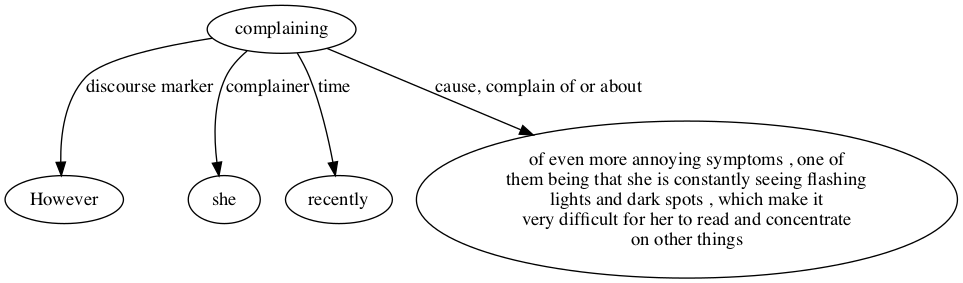 complaining
discourse marker
complainer
time
cause, complain of or about
However
she
recently
of even more annoying symptoms , one of
them being that she is constantly seeing flashing
lights and dark spots , which make it
very difficult for her to read and concentrate
on other things